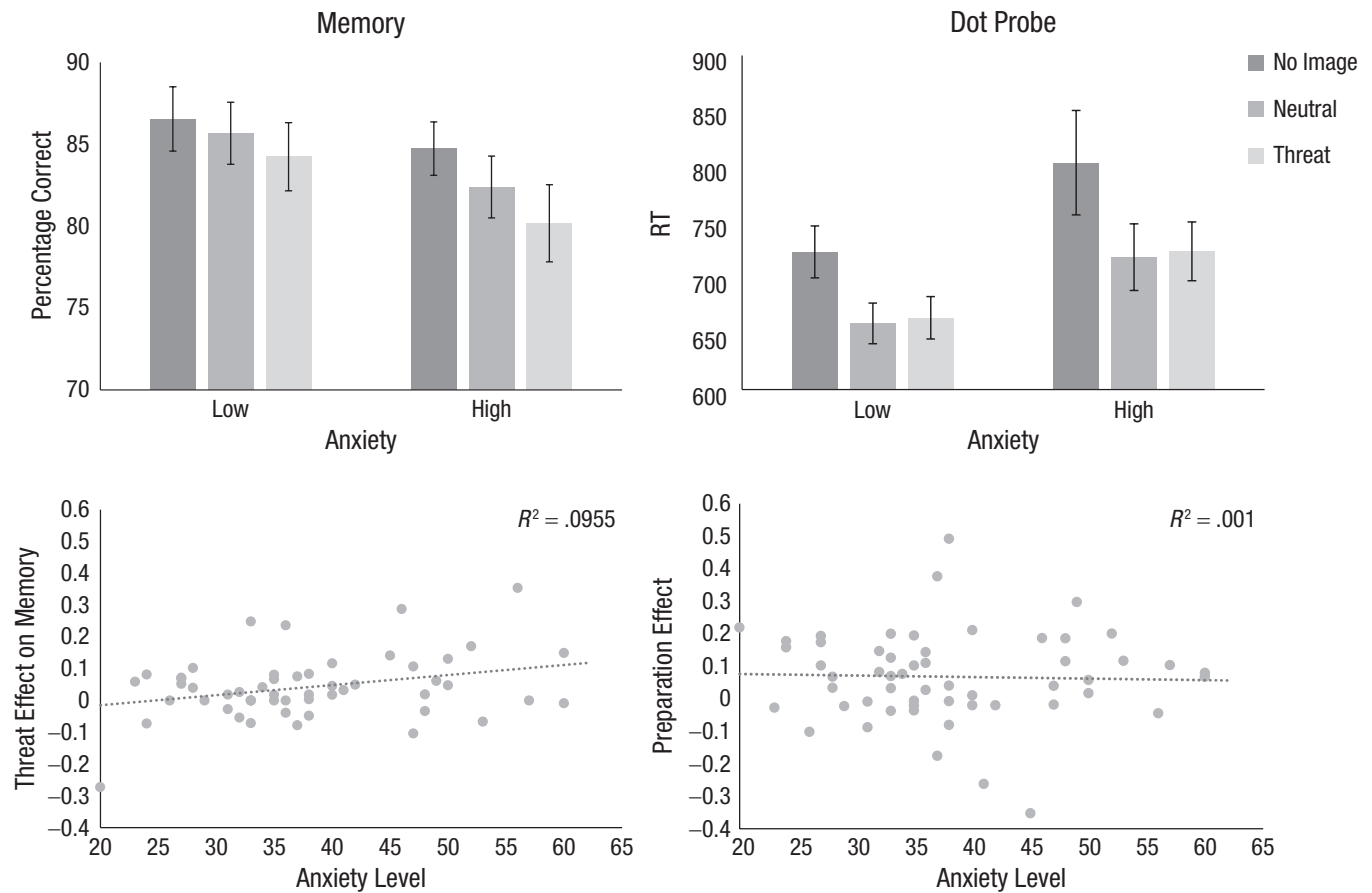 Memory
90
85
80
75
70
Percentage Correct
Low
High
Anxiety
Dot Probe
900
850
800
750
700
650
600
RT
Low
High
Anxiety
No Image
Neutral
Threat
0.6
0.5
0.4
0.3
0.2
0.1
0
–0.1
–0.2
–0.3
–0.4
Threat Effect on Memory
R² = .0955
20 25 30 35 40 45 50 55 60 65
Anxiety Level
0.6
0.5
0.4
0.3
0.2
0.1
0
–0.1
–0.2
–0.3
–0.4
Preparation Effect
R² = .001
20 25 30 35 40 45 50 55 60 65
Anxiety Level